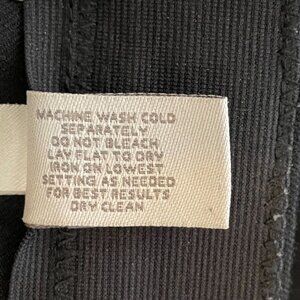 MACHINE WASH COLD
SEPARATELY
DO NOT BLEACH
LAY FLAT TO DRY
IRON ON LOWEST
SETTING AS NEEDED
FOR BEST RESULTS
DRY CLEAN